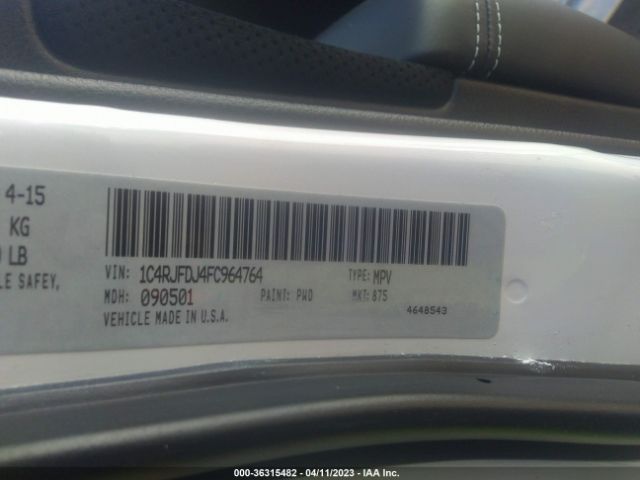 4-15
KG
LB
LE SAFEY,
VIN: 1C4RJFDJ4FC964764 TYPE: MPV
MDH: 090501 PAINT: PWD MKT: 875
VEHICLE MADE IN U.S.A. 4648543
000-36315482 - 04/11/2023 - IAA Inc.